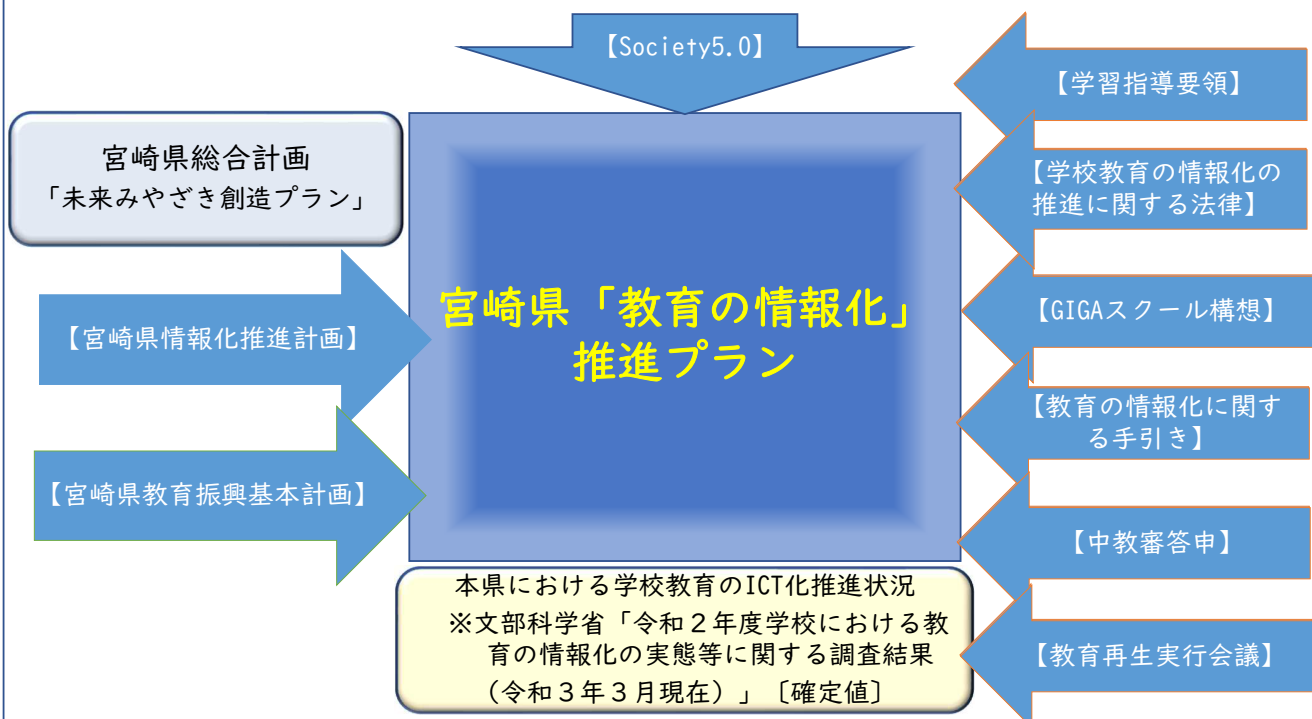 【Society5.0】
【学習指導要領】
宮崎県総合計画
「未来みやざき創造プラン」
【学校教育の情報化の
推進に関する法律】
宮崎県「教育の情報化」
推進プラン
【宮崎県情報化推進計画】
【GIGAスクール構想】
【教育の情報化に関す
る手引き】
【宮崎県教育振興基本計画】
【中教審答申】
本県における学校教育のICT化推進状況
※文部科学省「令和２年度学校における教
育の情報化の実態等に関する調査結果
（令和３年３月現在）」〔確定値〕
【教育再生実行会議】